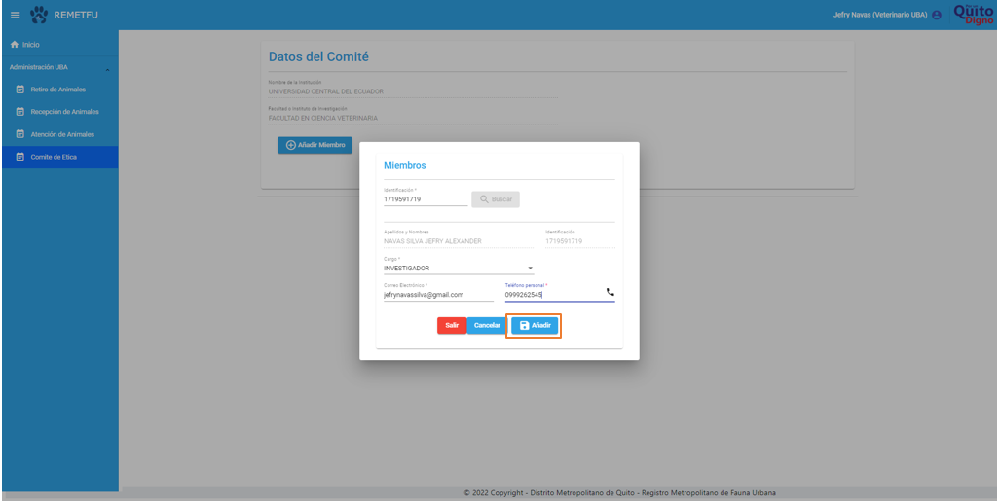 REMETFU
Jefry Navas (Veterinario UBA)
Quito
Digno
Inicio
Administración UBA
Retiro de Animales
Recepción de Animales
Atención de Animales
Comite de Etica
Datos del Comité
Nombre de la Institución
UNIVERSIDAD CENTRAL DEL ECUADOR
Facultad o Instituto de Investigación
FACULTAD EN CIENCIA VETERINARIA
Añadir Miembro
Miembros
Identificación *
1719591719
Buscar
Apellidos y Nombres Identificación
NAVAS SILVA JEFRY ALEXANDER 1719591719
Cargo *
INVESTIGADOR
Correo Electrónico * Teléfono personal *
jefrynavassilva@gmail.com 0999262545
Salir Cancelar Añadir
© 2022 Copyright - Distrito Metropolitano de Quito - Registro Metropolitano de Fauna Urbana